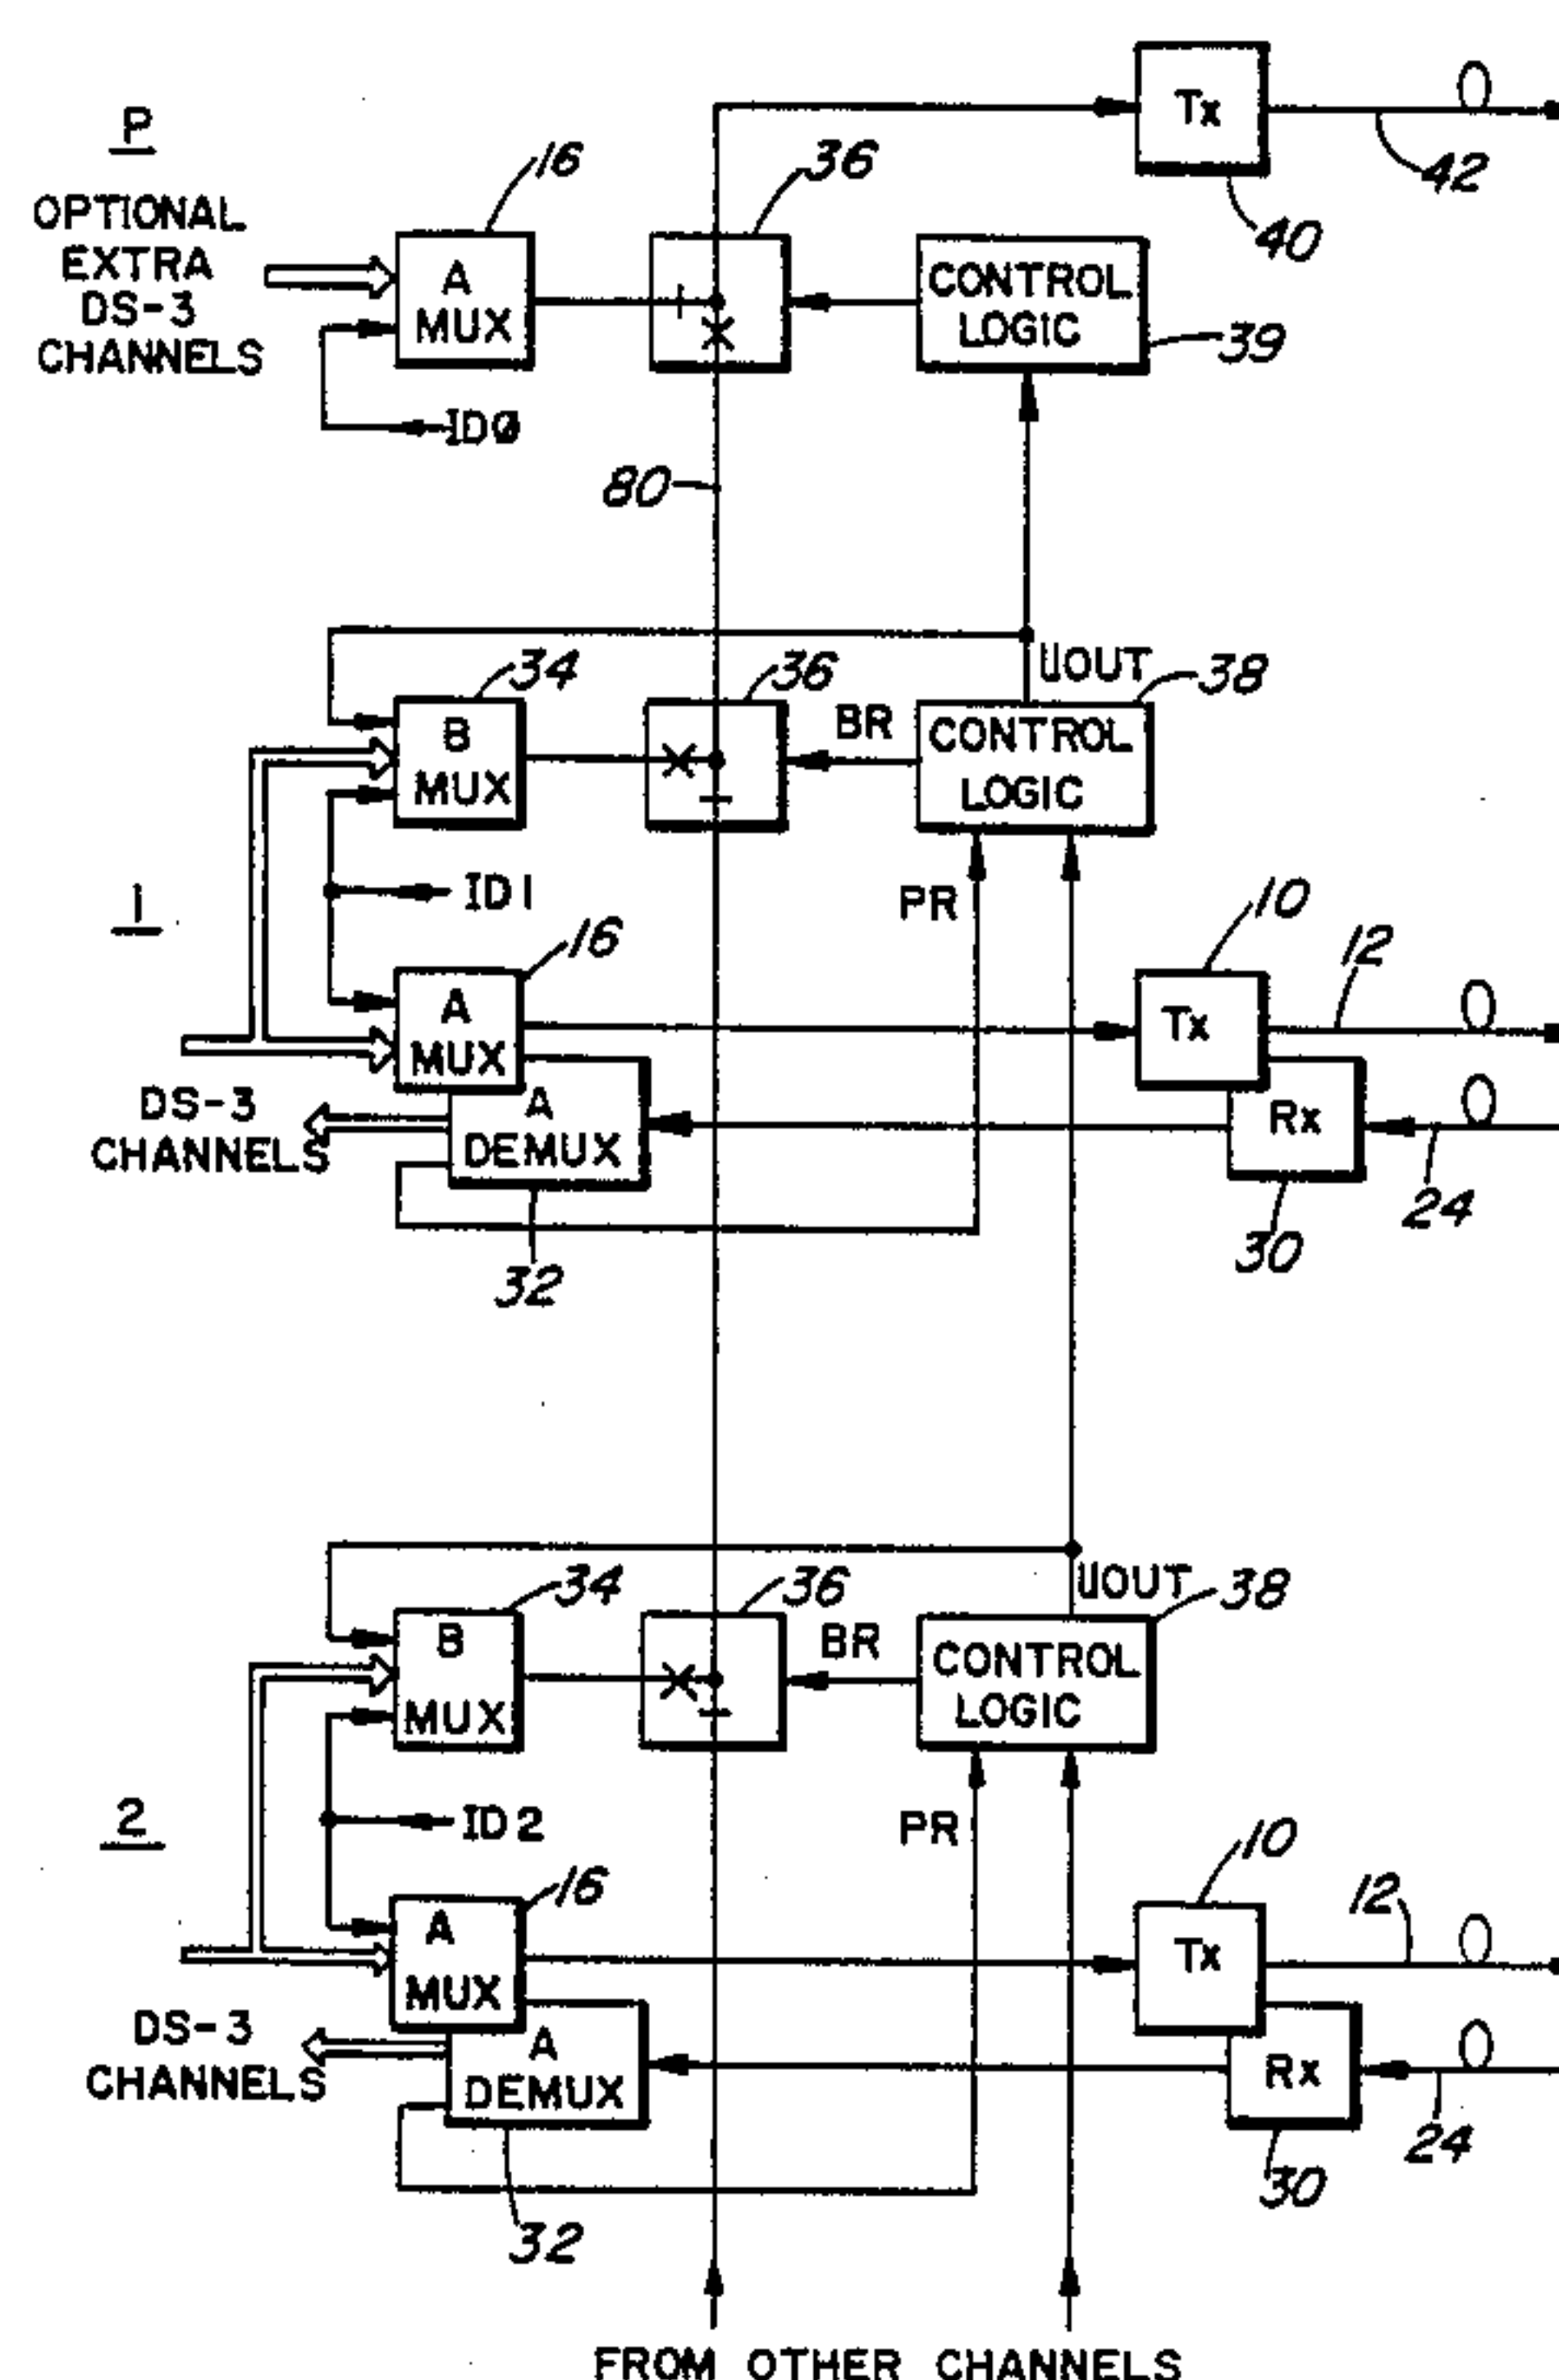 P
OPTIONAL
EXTRA
DS-3
CHANNELS
16
A
MUX
ID0
36
CONTROL
LOGIC
39
Tx
40
42
80
34
B
MUX
36
BR
UOUT
38
CONTROL
LOGIC
1
ID1
PR
16
A
MUX
10
Tx
12
DS-3
CHANNELS
A
DEMUX
32
Rx
30
24
34
B
MUX
36
BR
UOUT
38
CONTROL
LOGIC
2
ID2
PR
16
A
MUX
10
Tx
12
DS-3
CHANNELS
A
DEMUX
32
Rx
30
24
FROM OTHER CHANNELS